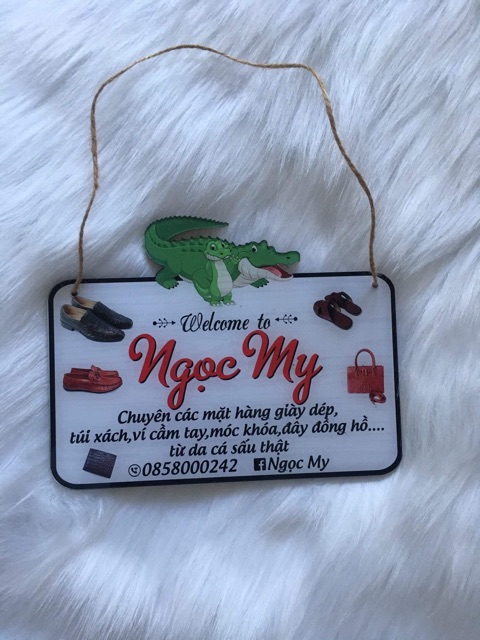 Welcome to
Ngọc My
Chuyên các mặt hàng giày dép,
túi xách,ví cầm tay,móc khóa,đây đồng hồ....
từ da cá sấu thật
0858000242 Ngọc My